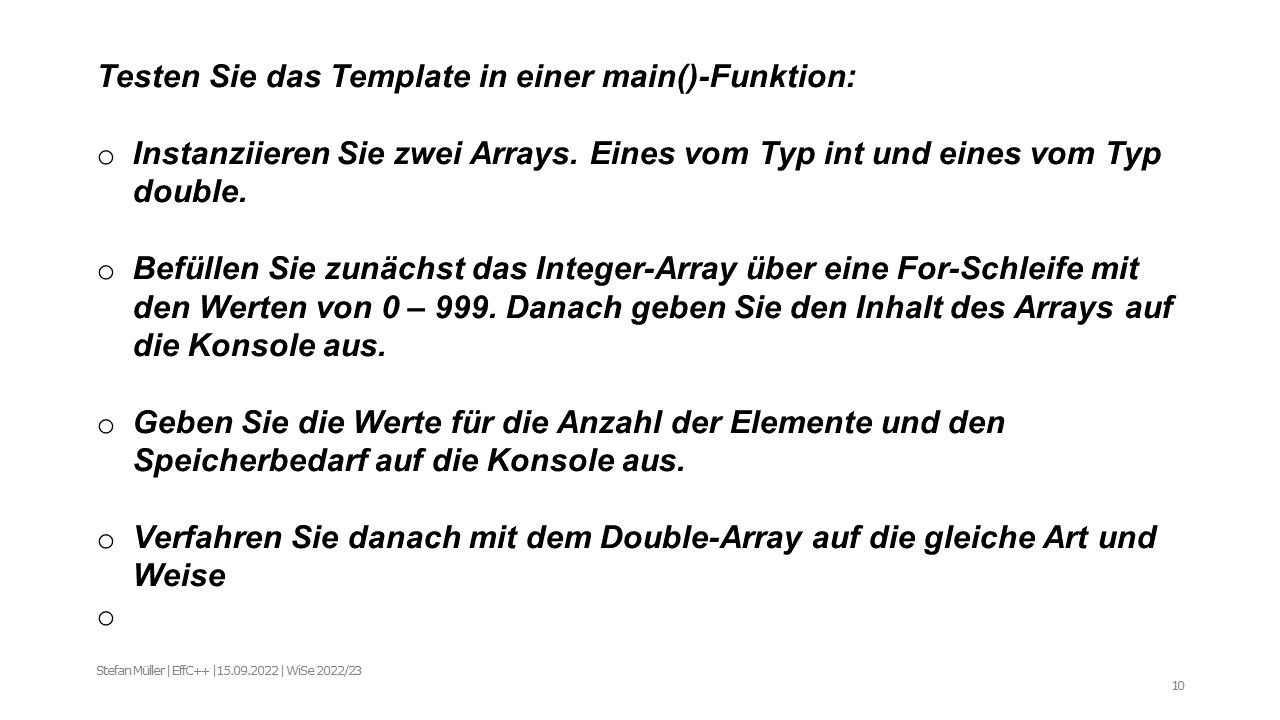 Testen Sie das Template in einer main()-Funktion:
o Instanziieren Sie zwei Arrays. Eines vom Typ int und eines vom Typ
double.
o Befüllen Sie zunächst das Integer-Array über eine For-Schleife mit
den Werten von 0 – 999. Danach geben Sie den Inhalt des Arrays auf
die Konsole aus.
o Geben Sie die Werte für die Anzahl der Elemente und den
Speicherbedarf auf die Konsole aus.
o Verfahren Sie danach mit dem Double-Array auf die gleiche Art und
Weise
o
Stefan Müller | EffC++ |15.09.2022 | WiSe 2022/23
10